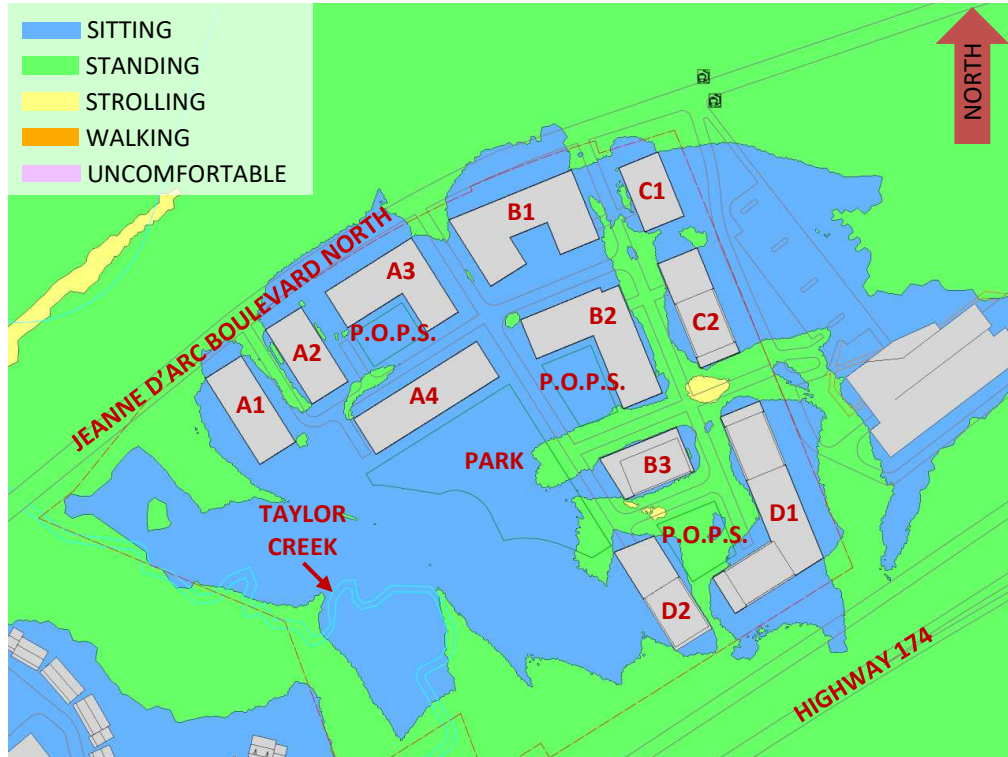 SITTING
STANDING
STROLLING
WALKING
UNCOMFORTABLE
NORTH
C1
B1
JEANNE D'ARC BOULEVARD NORTH
A3
B2
C2
P.O.P.S.
A2
A1
A4
P.O.P.S.
PARK
B3
D1
TAYLOR
CREEK
P.O.P.S.
D2
HIGHWAY 174